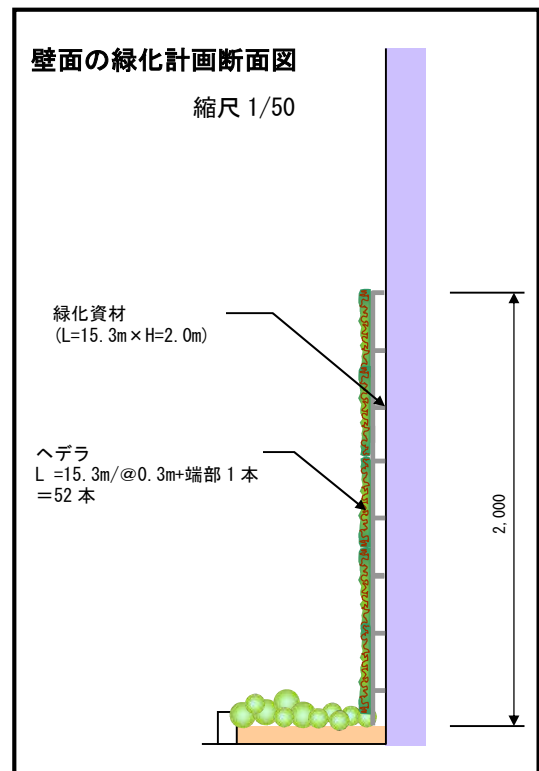 壁面の緑化計画断面図
縮尺 1/50
緑化資材
(L=15.3m×H=2.0m)
ヘデラ
L =15.3m/@0.3m+端部 1 本
＝52 本
2,000